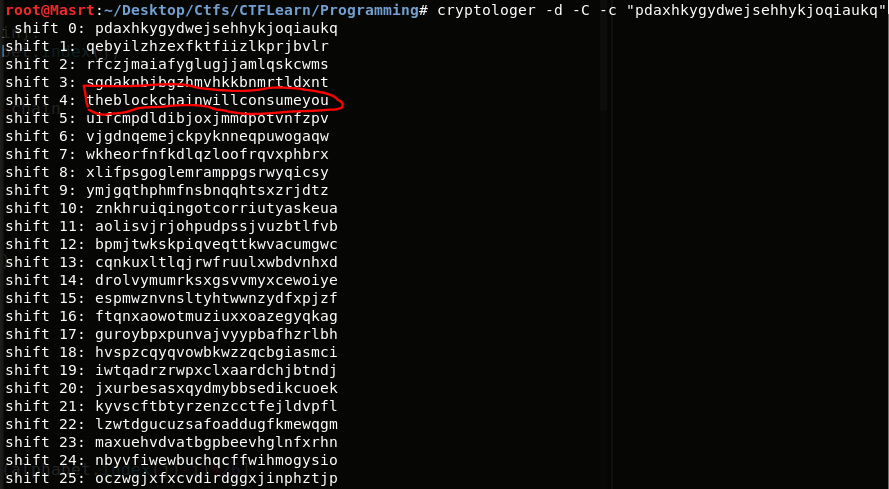 root@Masrt:~/Desktop/Ctfs/CTFLearn/Programming# cryptologer -d -C -c "pdaxhkygydwejsehhykjoqiaukq"
shift 0: pdaxhkygydwejsehhykjoqiaukq
shift 1: qebyilzhzexfktfiizlkprjbvlr
shift 2: rfczjmaiafyglugjjamlqskcwms
shift 3: sgdaknbjbgzhmvhkkbnmrtldxnt
shift 4: theblockchainwillconsumeyou
shift 5: uifcmpdldibjoxjmmdpotvnfzpv
shift 6: vjgdnqemejckpyknneqpuwogaqw
shift 7: wkheorfnfkdlqzloofrqvxphbrx
shift 8: xlifpsgoglemramppgsrwyqicsy
shift 9: ymjgqthphmfnsbnqqhtsxzrjdtz
shift 10: znkhruiqingotcorriutyaskeua
shift 11: aolisvjrjohpudpssjvuzbtlfvb
shift 12: bpmjtwkskpiqveqttkwvacumgwc
shift 13: cqnkuxltlqjrwfruulxwbdvnhxd
shift 14: drolvymumrksxgsvvmyxcewoiye
shift 15: espmwznvnsltyhtwwnzydfxpjzf
shift 16: ftqnxaowotmuziuxxoazegyqkag
shift 17: guroybpxpunvajvyypbafhzrlbh
shift 18: hvspzcqyqvowbkwzzqcbgiasmci
shift 19: iwtqadrzrwpxclxaardchjbtndj
shift 20: jxurbesasxqydmybbsedikcuoek
shift 21: kyvscftbtyrzenzcctfejldvpfl
shift 22: lzwtdgucuzsafoaddugfkmewqgm
shift 23: maxuehvdvatbgpbeevhglnfxrhn
shift 24: nbyvfiwewbuchqcffwihmogysio
shift 25: oczwgjxfxcvdirdggxjinphztjp